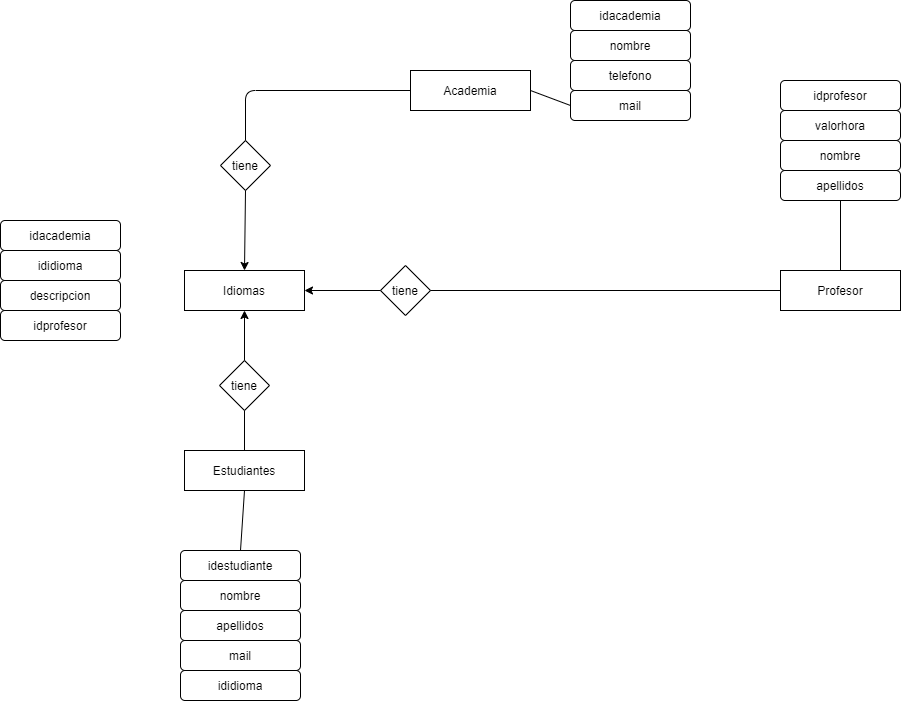 idacademia
nombre
telefono
mail
Academia
idprofesor
valorhora
nombre
apellidos
tiene
idacademia
ididioma
descripcion
idprofesor
Idiomas
tiene
Profesor
tiene
Estudiantes
idestudiante
nombre
apellidos
mail
ididioma